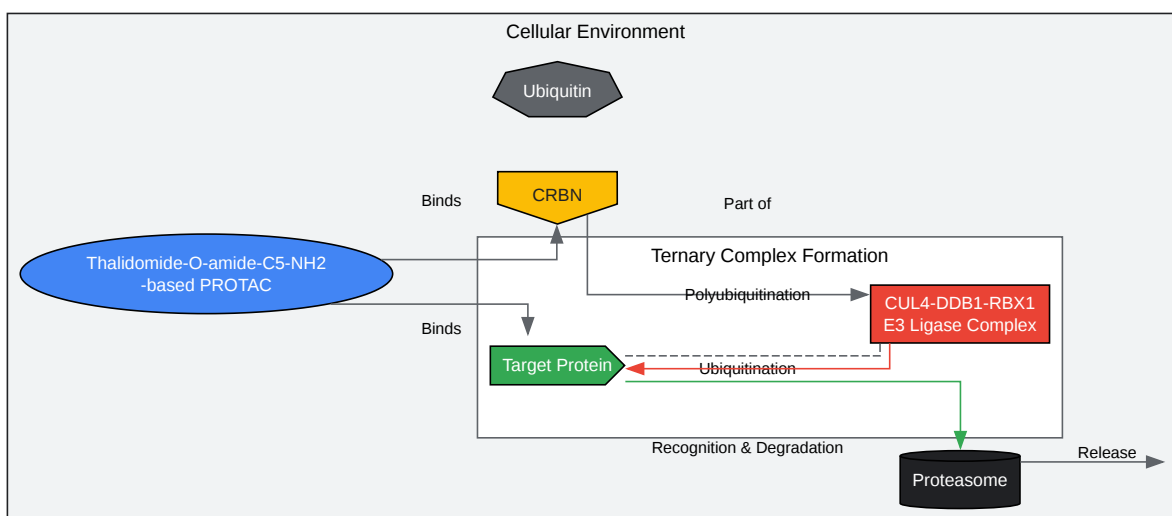 Cellular Environment
Ubiquitin
CRBN
Binds
Part of
Ternary Complex Formation
Thalidomide-O-amide-C5-NH2
-based PROTAC
Polyubiquitination
CUL4-DDB1-RBX1
E3 Ligase Complex
Binds
Target Protein
Ubiquitination
Recognition & Degradation
Release
Proteasome